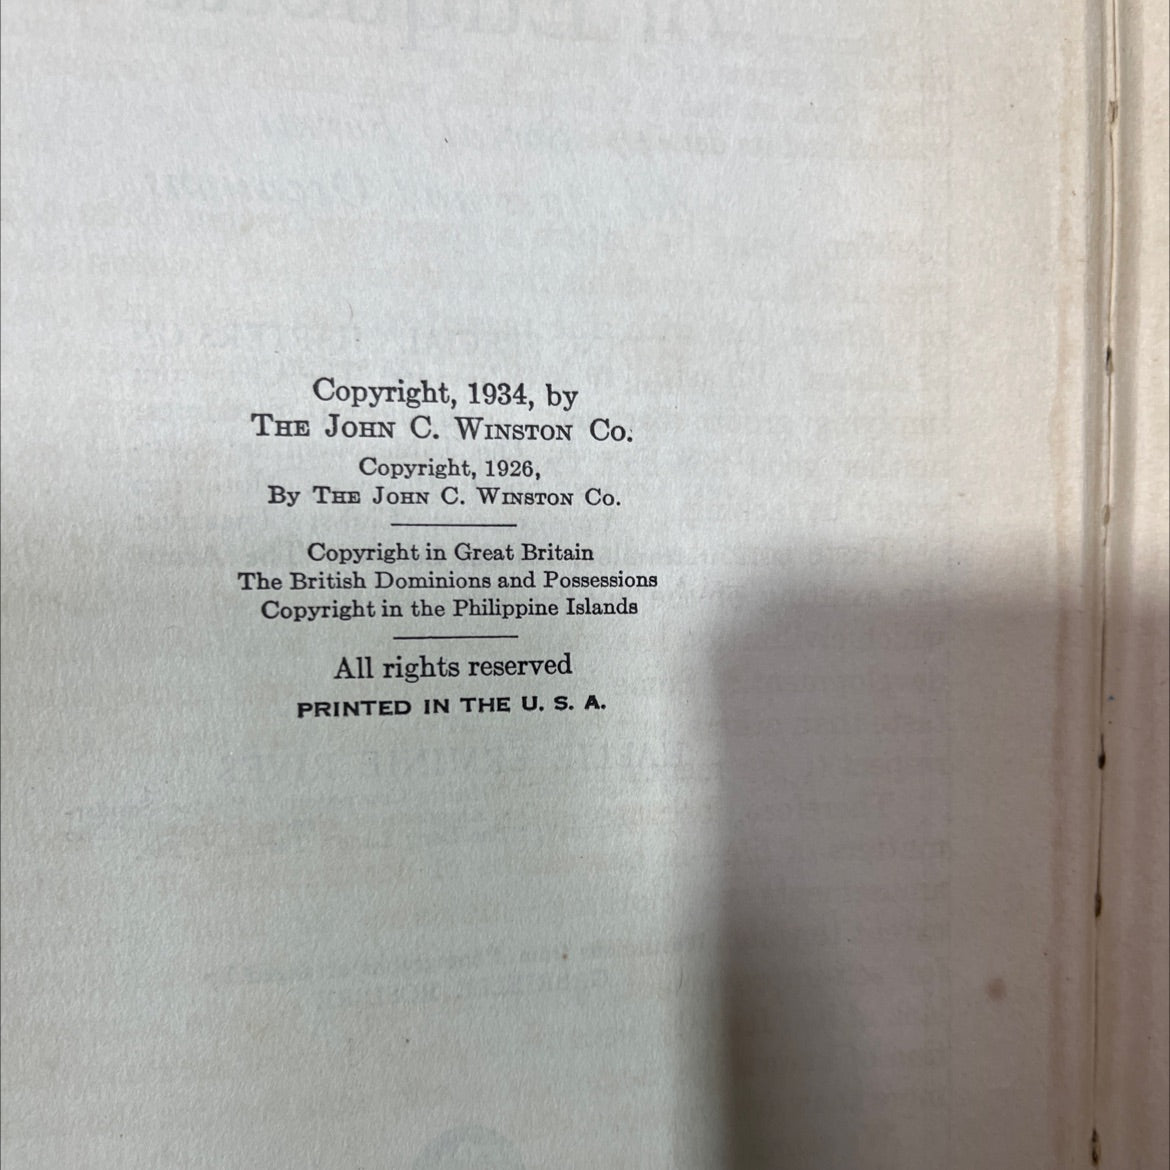 Copyright, 1934, by
THE JOHN C. WINSTON CO.
Copyright, 1926,
By THE JOHN C. WINSTON CO.
Copyright in Great Britain
The British Dominions and Possessions
Copyright in the Philippine Islands
All rights reserved
PRINTED IN THE U. S. A.